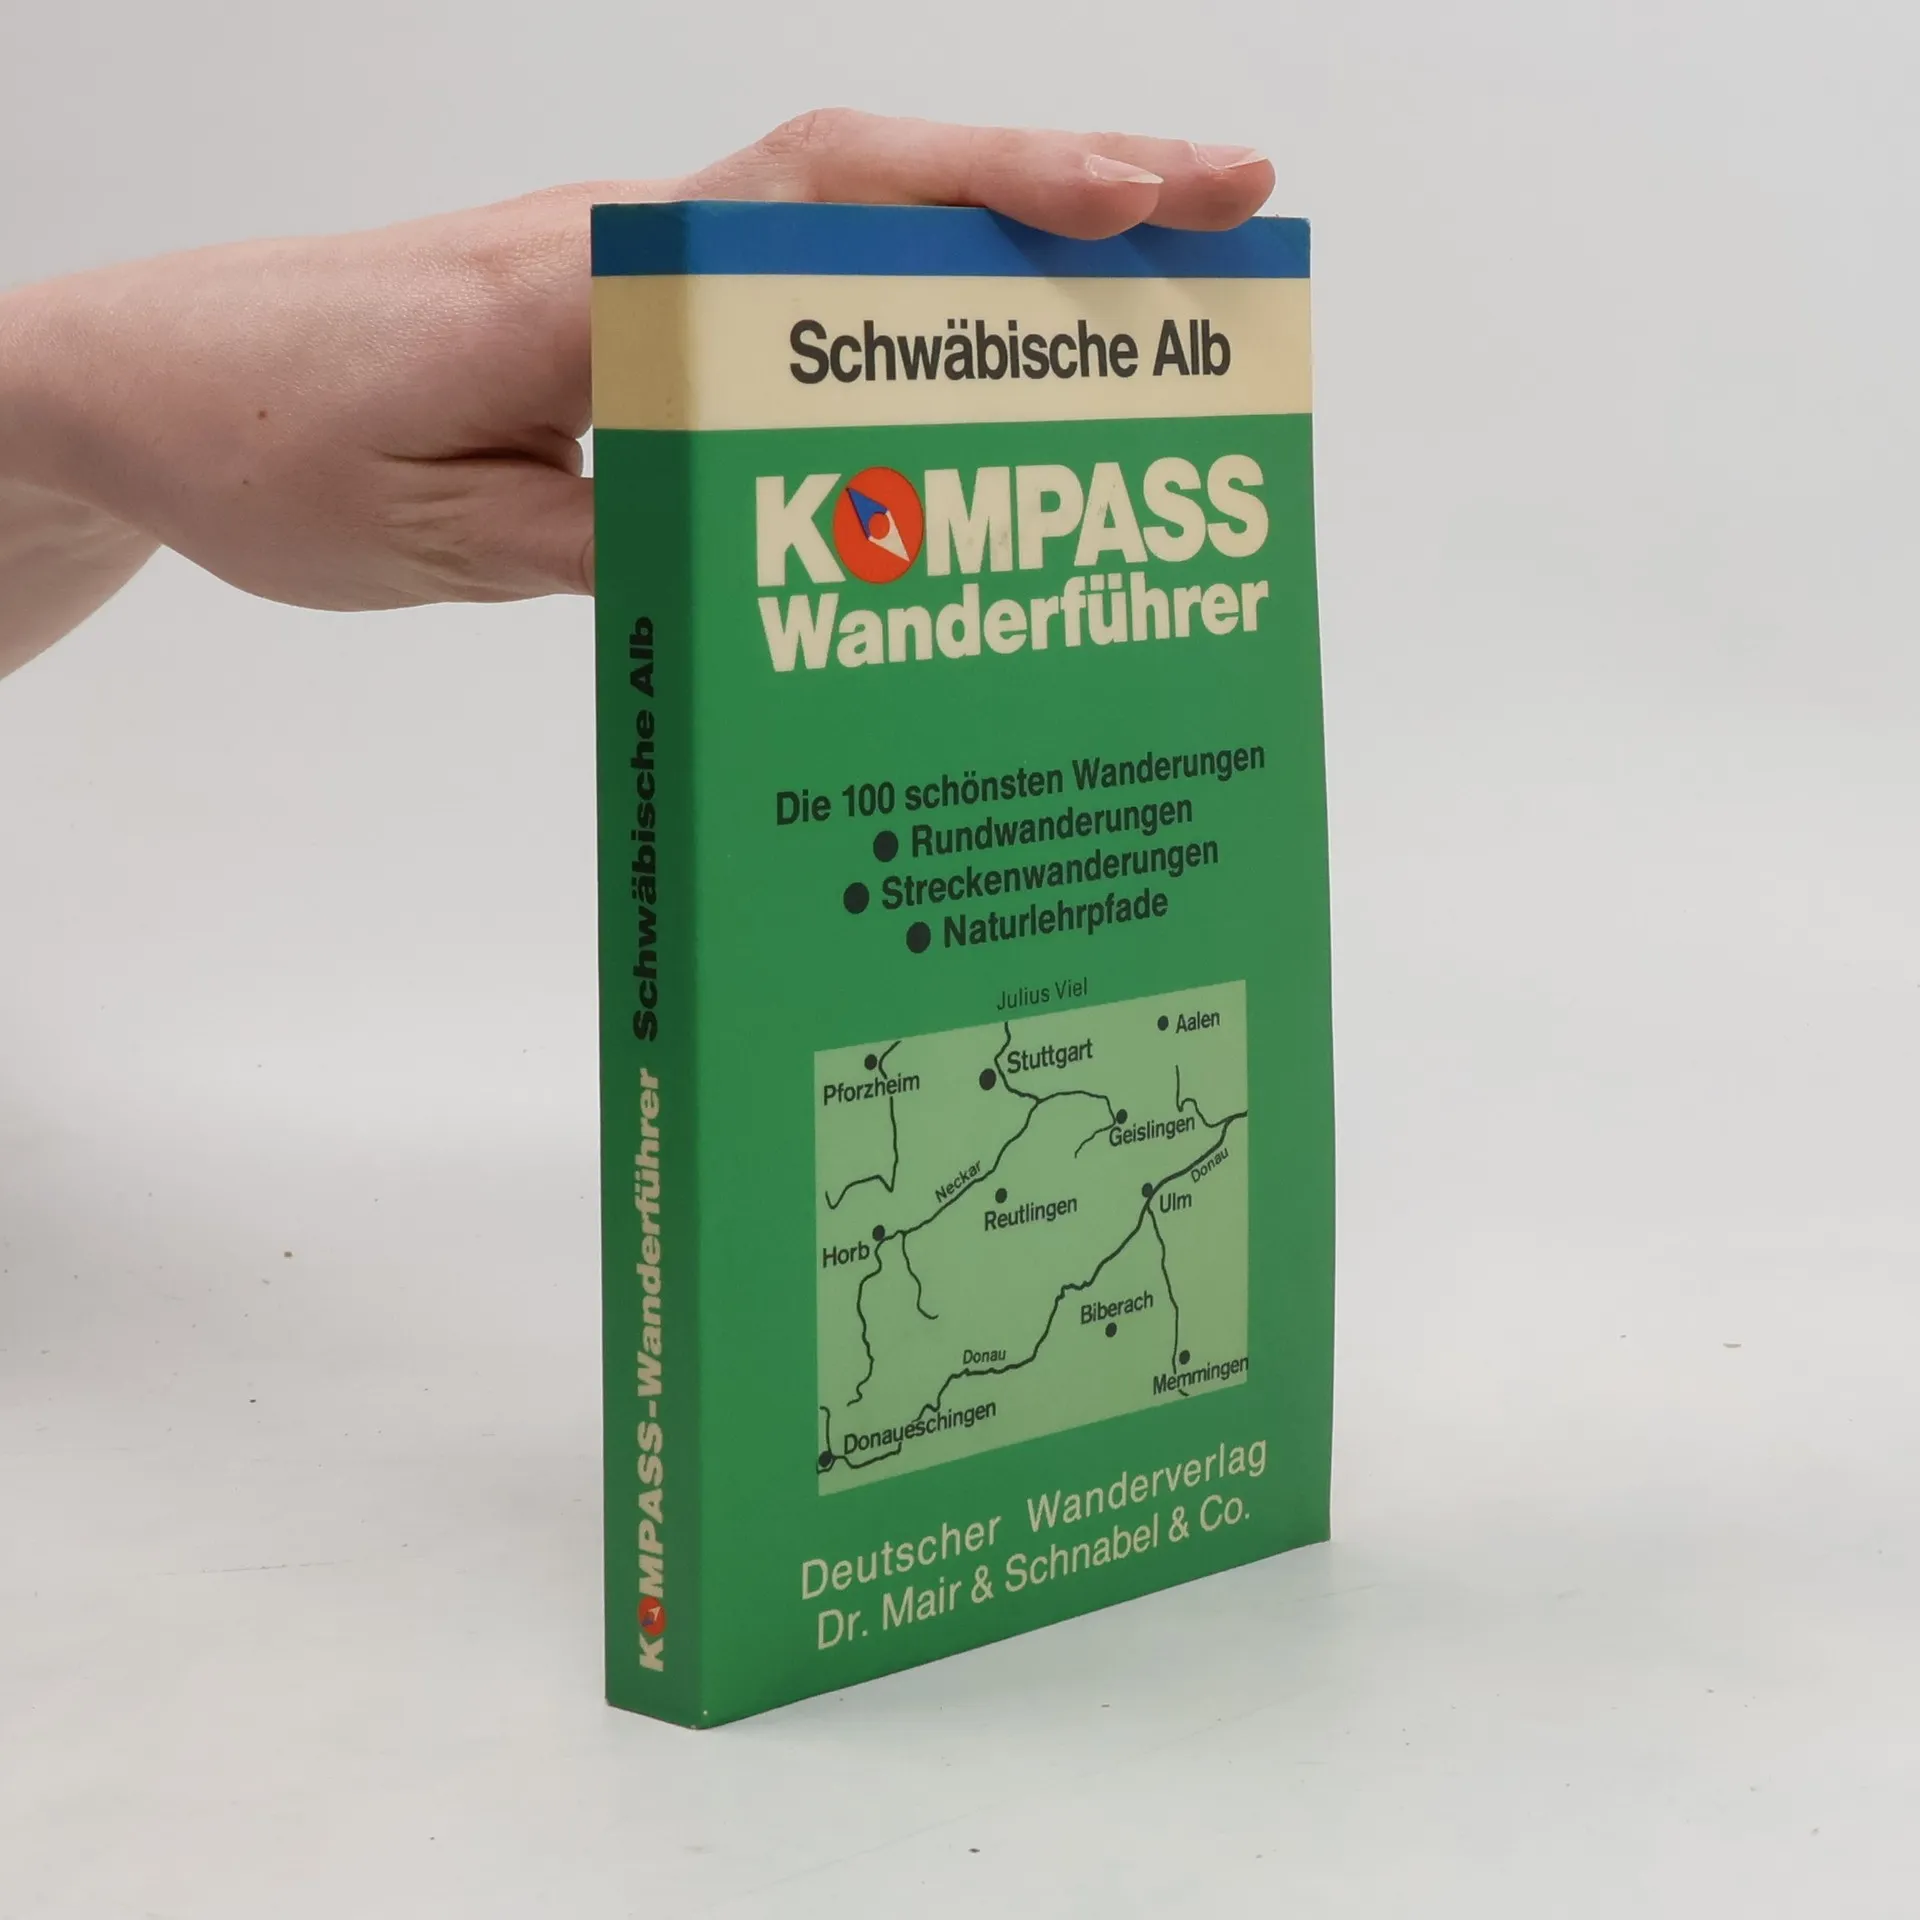 Schwäbische Alb
KOMPASS
Wanderführer
Die 100 schönsten Wanderungen
● Rundwanderungen
● Streckenwanderungen
● Naturlehrpfade
Julius Viel
Aalen
Stuttgart
Pforzheim
Geislingen
Neckar
Donau
Reutlingen
Ulm
Horb
Biberach
Donau
Memmingen
Donaueschingen
Deutscher Wanderverlag
Dr. Mair & Schnabel & Co.
KOMPASS-Wanderführer Schwäbische Alb